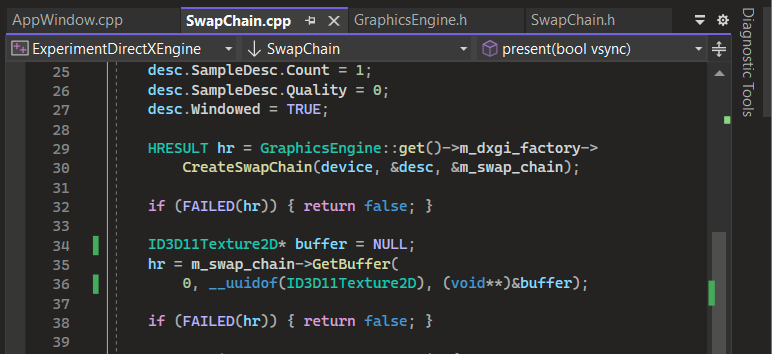 AppWindow.cpp SwapChain.cpp GraphicsEngine.h SwapChain.h
ExperimentDirectXEngine SwapChain present(bool vsync)
25 desc.SampleDesc.Count = 1;
26 desc.SampleDesc.Quality = 0;
27 desc.Windowed = TRUE;
28
29 HRESULT hr = GraphicsEngine::get()->m_dxgi_factory->
30 CreateSwapChain(device, &desc, &m_swap_chain);
31
32 if (FAILED(hr)) { return false; }
33
34 ID3D11Texture2D* buffer = NULL;
35 hr = m_swap_chain->GetBuffer(
36 0, __uuidof(ID3D11Texture2D), (void**)&buffer);
37
38 if (FAILED(hr)) { return false; }
39
Diagnostic Tools